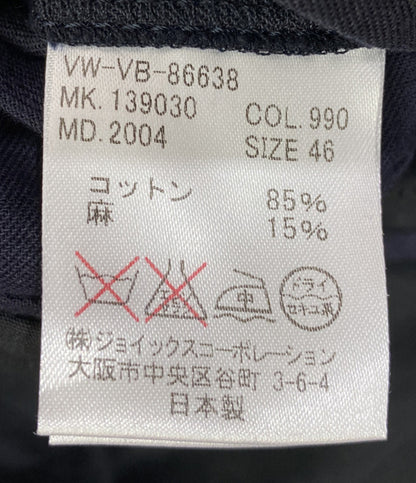 VW-VB-86638
MK. 139030
COL. 990
MD. 2004
SIZE 46
コットン 85%
麻 15%
中
ドライ
セキユ系
(株)ジョイックスコーポレーション
大阪市中央区谷町 3-6-4
日本製